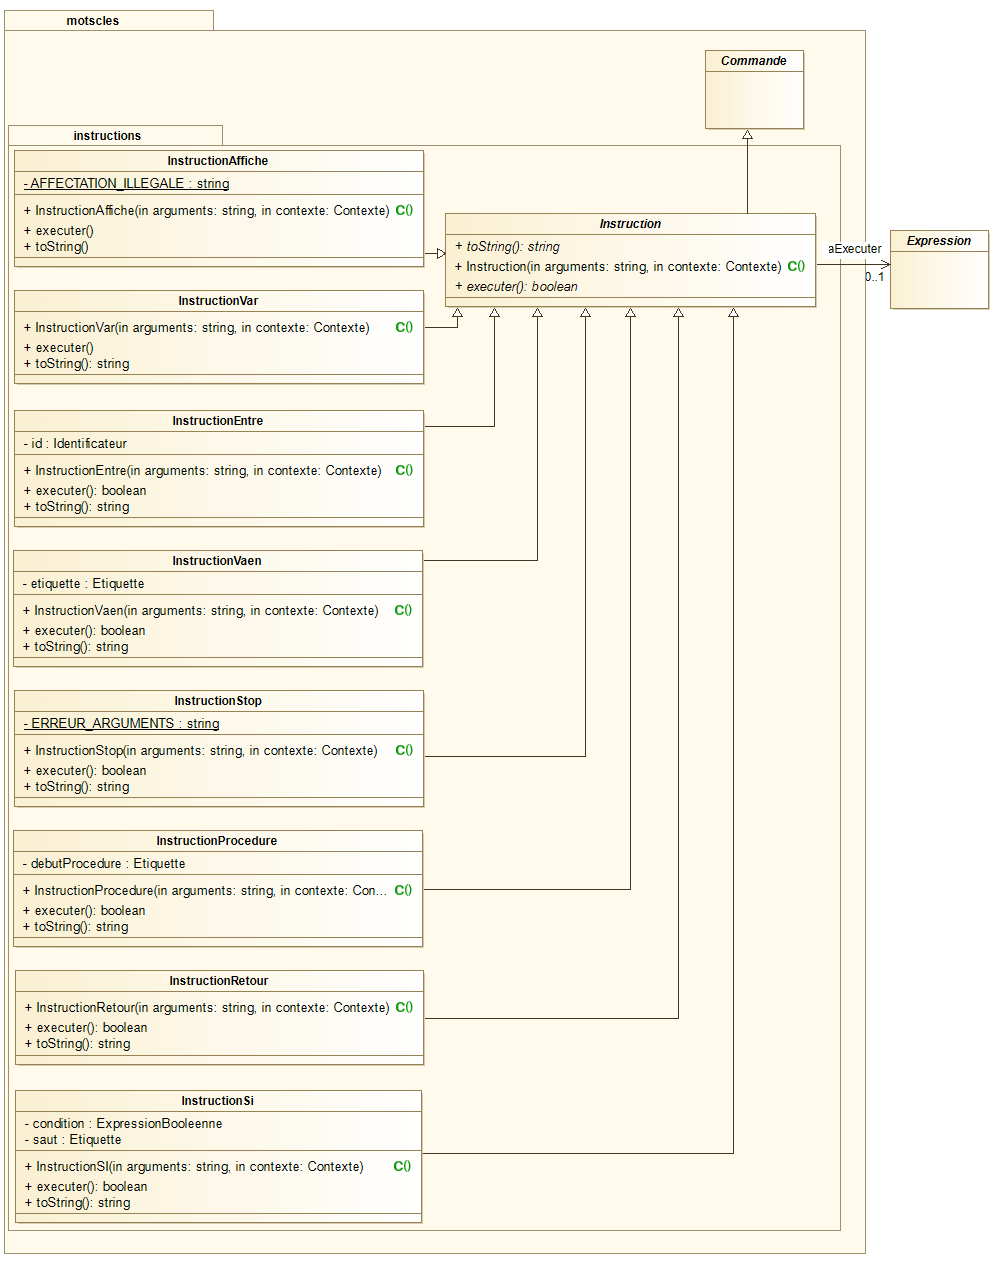 motscles
Commande
instructions
InstructionAffiche
- AFFECTATION_ILLEGALE : string
+ InstructionAffiche(in arguments: string, in contexte: Contexte) C()
+ executer()
+ toString()
Instruction
+ toString(): string
+ Instruction(in arguments: string, in contexte: Contexte) C()
+ executer(): boolean
aExecuter
0..1
Expression
InstructionVar
+ InstructionVar(in arguments: string, in contexte: Contexte) C()
+ executer()
+ toString(): string
InstructionEntre
- id : Identificateur
+ InstructionEntre(in arguments: string, in contexte: Contexte) C()
+ executer(): boolean
+ toString(): string
InstructionVaen
- etiquette : Etiquette
+ InstructionVaen(in arguments: string, in contexte: Contexte) C()
+ executer(): boolean
+ toString(): string
InstructionStop
- ERREUR_ARGUMENTS : string
+ InstructionStop(in arguments: string, in contexte: Contexte) C()
+ executer(): boolean
+ toString(): string
InstructionProcedure
- debutProcedure : Etiquette
+ InstructionProcedure(in arguments: string, in contexte: Con... C()
+ executer(): boolean
+ toString(): string
InstructionRetour
+ InstructionRetour(in arguments: string, in contexte: Contexte) C()
+ executer(): boolean
+ toString(): string
InstructionSi
- condition : ExpressionBooleenne
- saut : Etiquette
+ InstructionSI(in arguments: string, in contexte: Contexte) C()
+ executer(): boolean
+ toString(): string